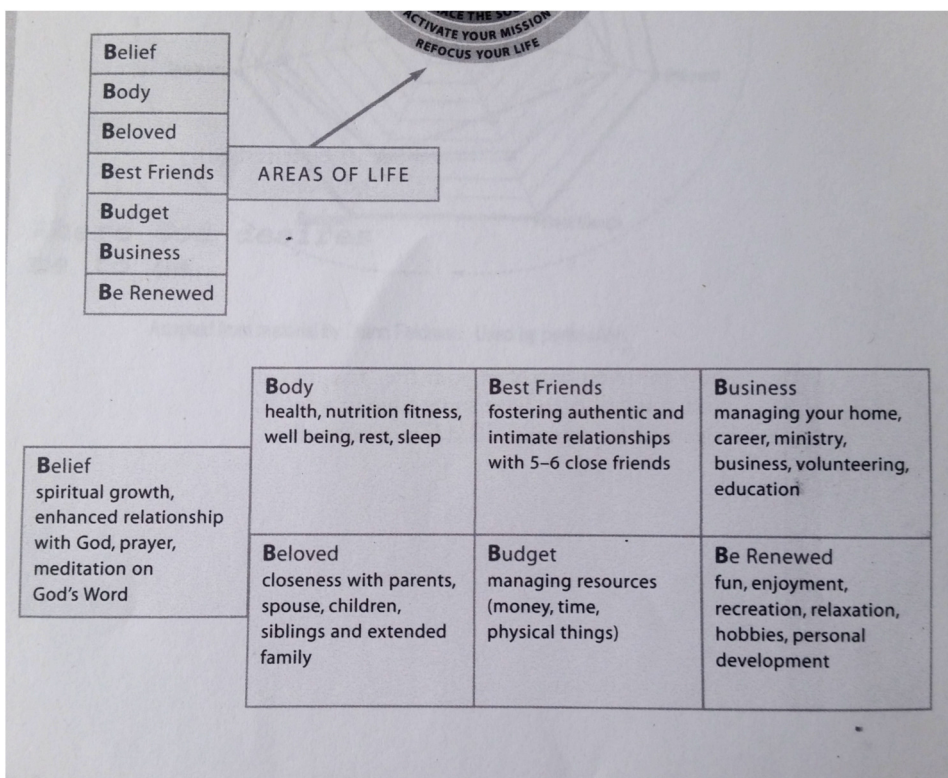 ACTIVATE YOUR MISSION
REFOCUS YOUR LIFE
Belief
Body
Beloved
Best Friends
Budget
Business
Be Renewed
AREAS OF LIFE
Belief
spiritual growth,
enhanced relationship
with God, prayer,
meditation on
God's Word
Body
health, nutrition fitness,
well being, rest, sleep
Best Friends
fostering authentic and
intimate relationships
with 5–6 close friends
Business
managing your home,
career, ministry,
business, volunteering,
education
Beloved
closeness with parents,
spouse, children,
siblings and extended
family
Budget
managing resources
(money, time,
physical things)
Be Renewed
fun, enjoyment,
recreation, relaxation,
hobbies, personal
development